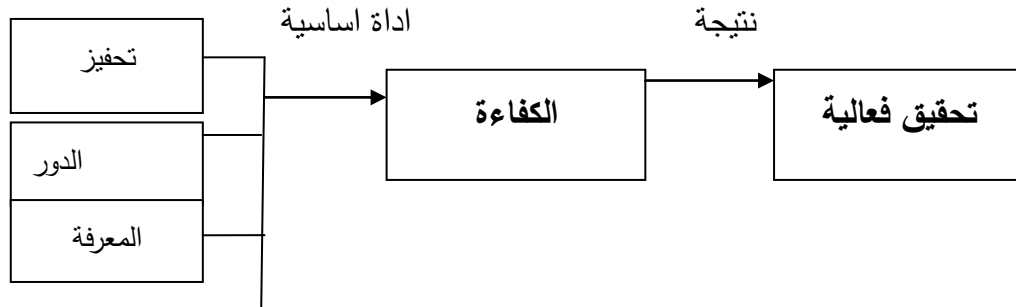 اداة اساسية
نتيجة
تحفيز
الكفاءة
تحقيق فعالية
الدور
المعرفة